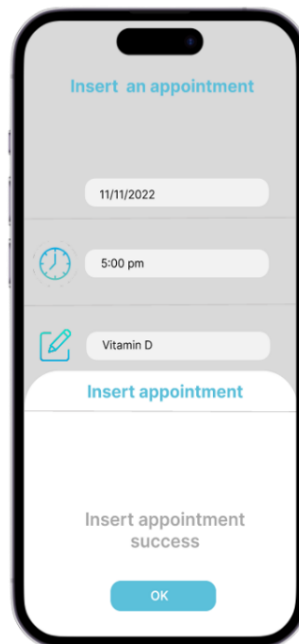 Insert an appointment
11/11/2022
5:00 pm
Vitamin D
Insert appointment
Insert appointment
success
OK